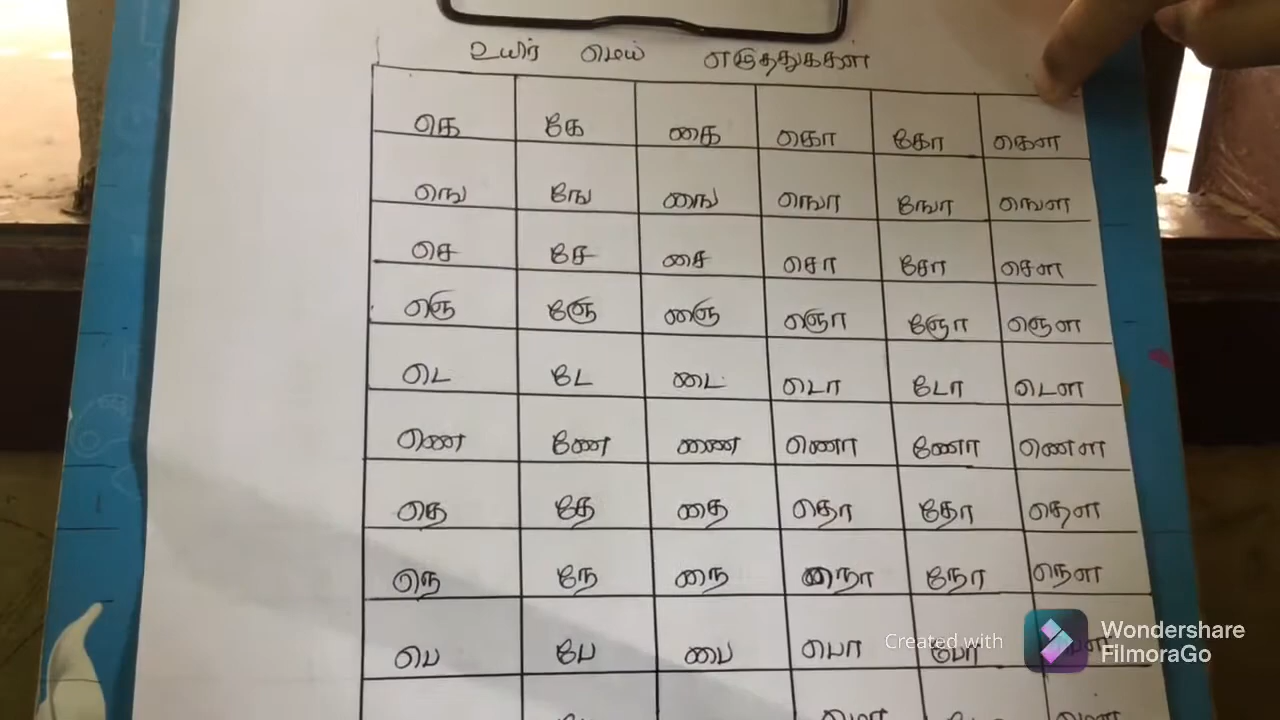 உயிர் மெய் எழுத்துக்கள்
கெ கே கை கொ கோ கௌ
ஙெ ஙே ஙை ஙொ ஙோ ஙௌ
செ சே சை சொ சோ சௌ
ஞெ ஞே ஞை ஞொ ஞோ ஞௌ
டெ டே டை டொ டோ டௌ
ணெ ணே ணை ணொ ணோ ணௌ
தெ தே தை தொ தோ தௌ
நெ நே நை நொ நோ நௌ
பெ பே பை பொ போ
Created with Wondershare FilmoraGo